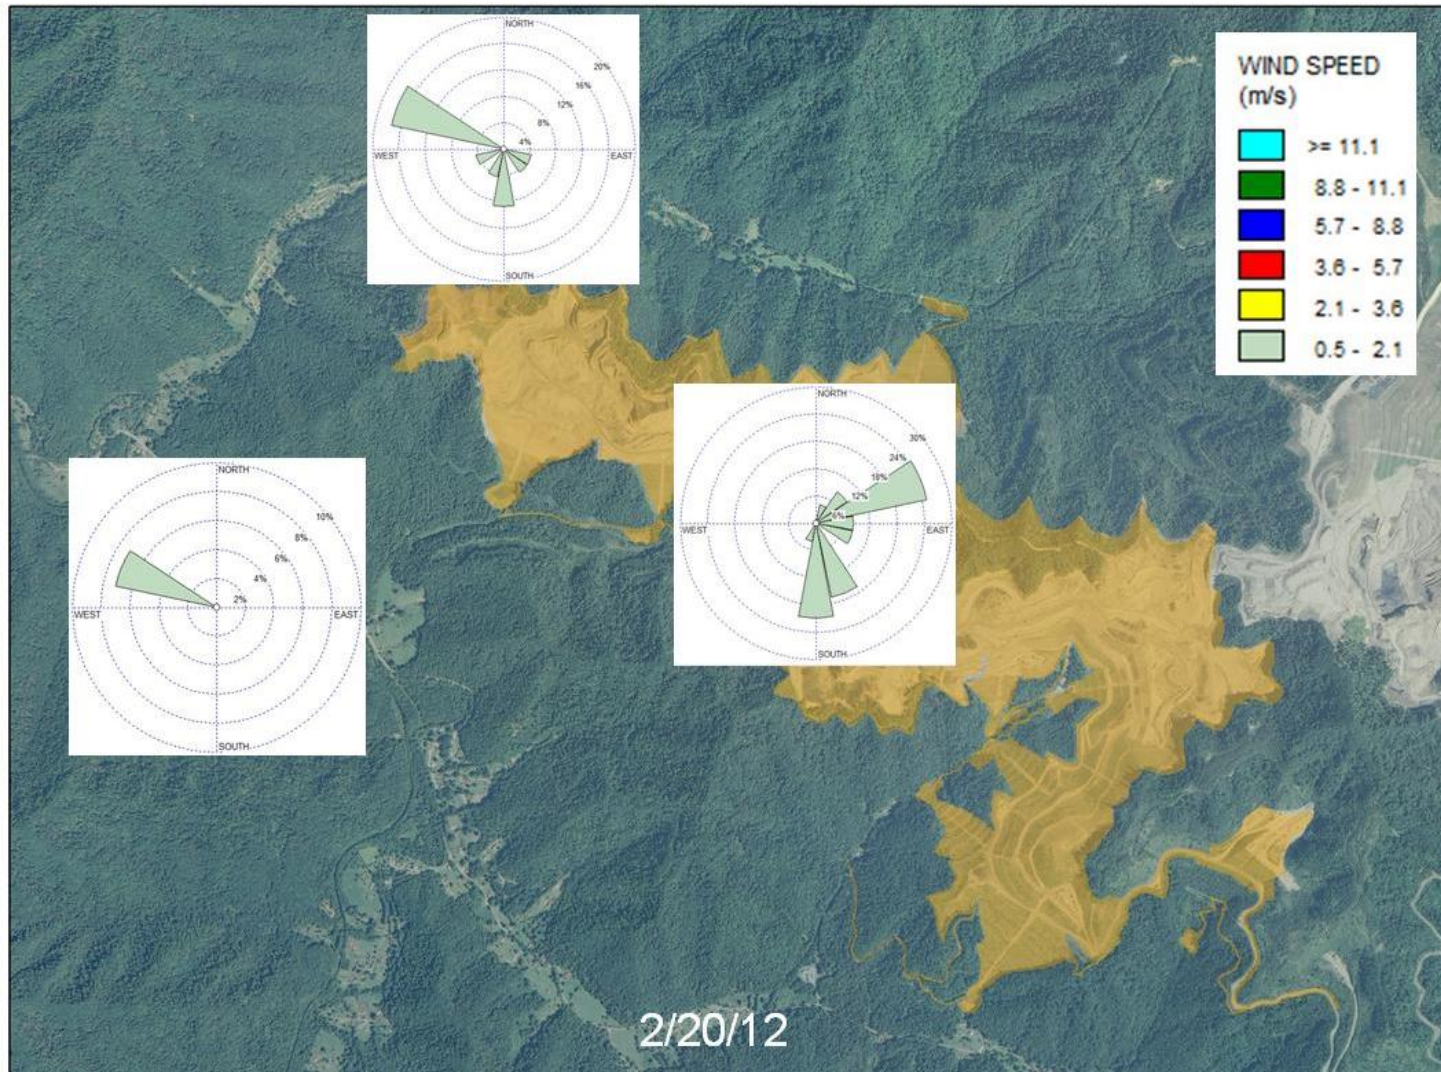 NORTH
20%
16%
12%
8%
4%
WEST
EAST
SOUTH
WIND SPEED
(m/s)
>= 11.1
8.8 - 11.1
5.7 - 8.8
3.6 - 5.7
2.1 - 3.6
0.5 - 2.1
NORTH
30%
24%
18%
12%
6%
WEST
EAST
SOUTH
NORTH
10%
8%
6%
4%
2%
WEST
EAST
SOUTH
2/20/12